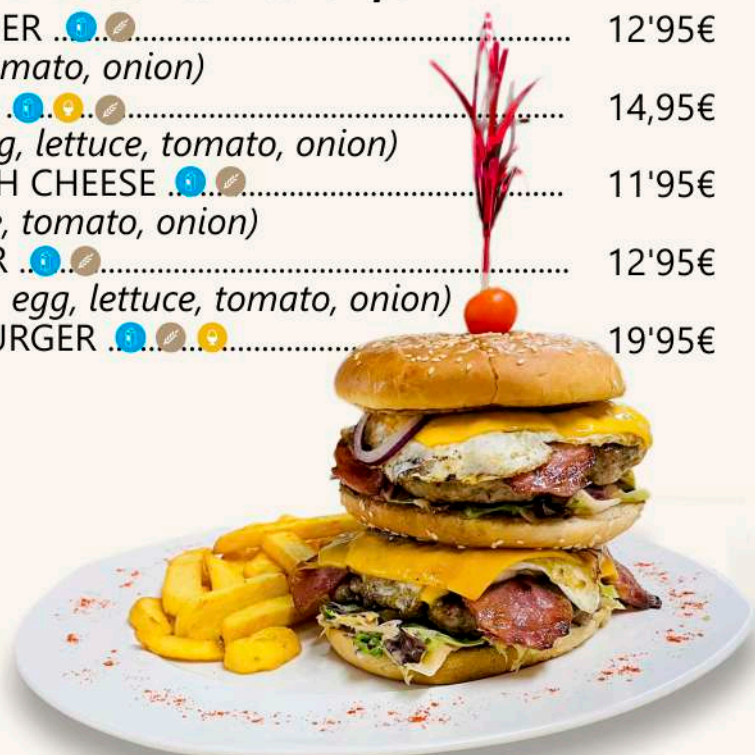 ER ........ 12'95€
mato, onion)
........ 14,95€
g, lettuce, tomato, onion)
H CHEESE ........ 11'95€
, tomato, onion)
R ........ 12'95€
egg, lettuce, tomato, onion)
URGER ........ 19'95€